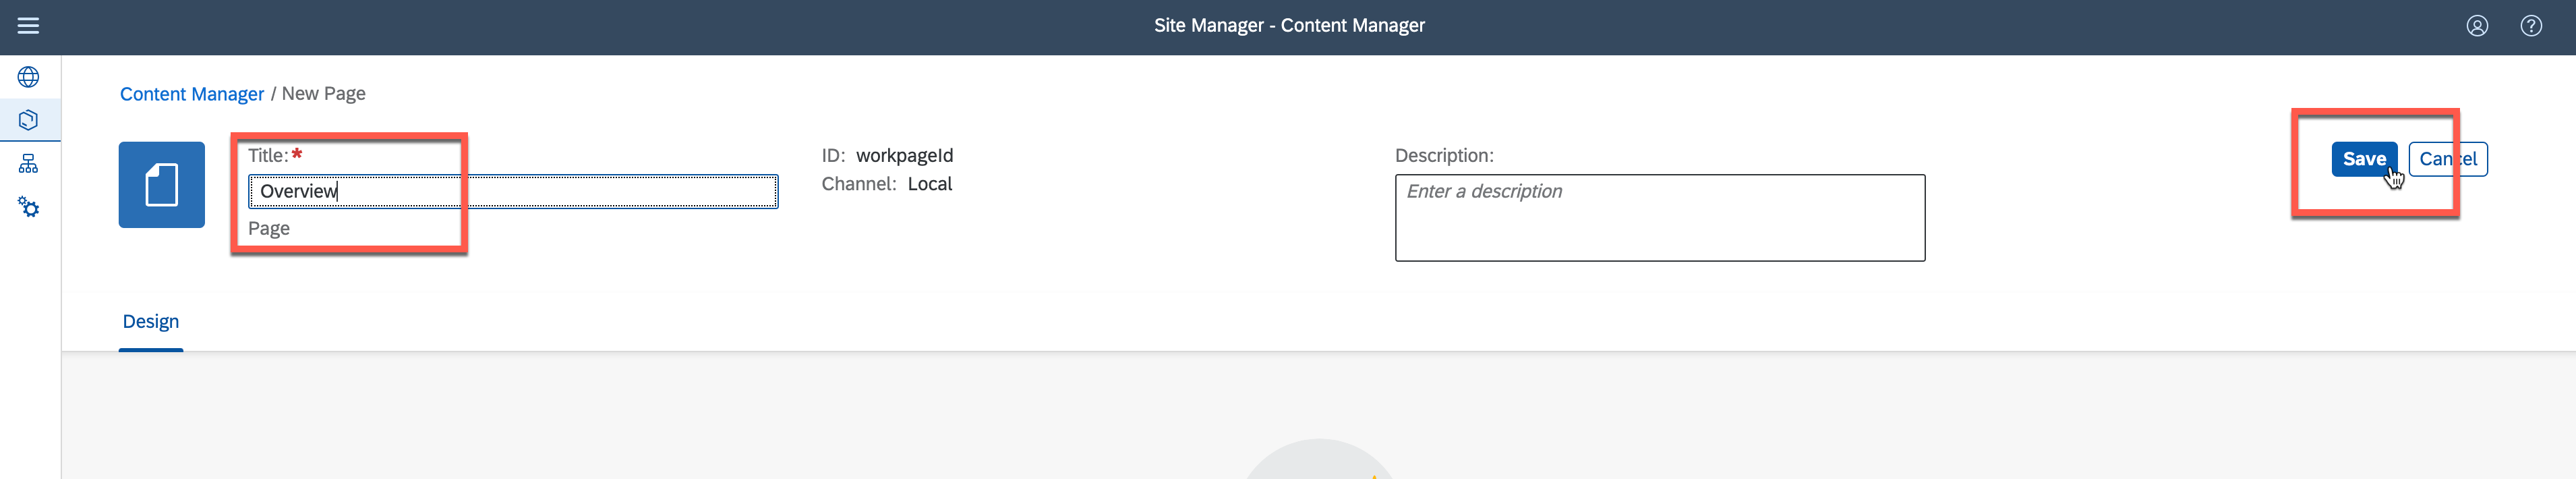 Site Manager - Content Manager
Content Manager / New Page
Title:*
Overview
Page
ID: workpageId
Channel: Local
Description:
Enter a description
Save
Cancel
Design